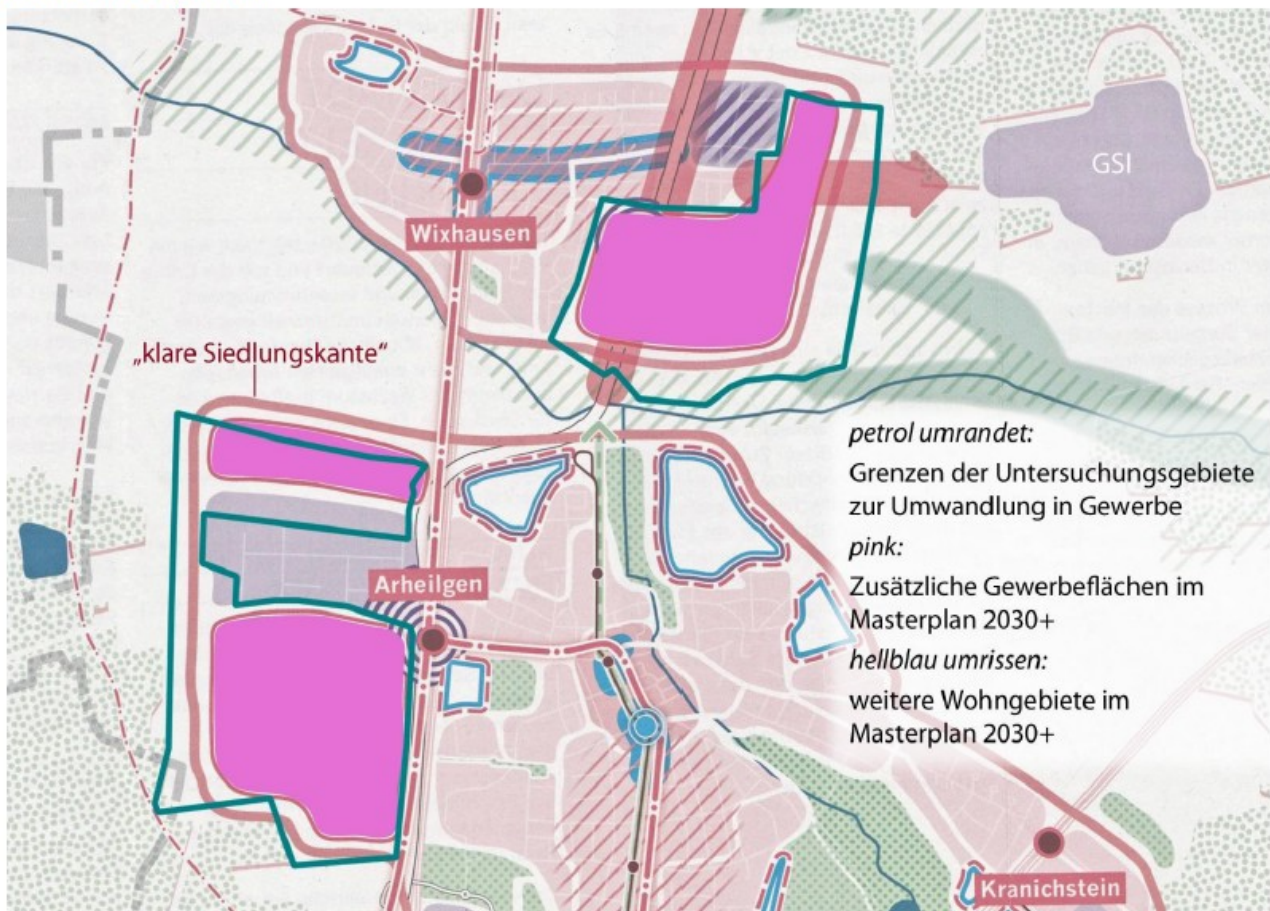 GSI
Wixhausen
„klare Siedlungskante“
Arheilgen
petrol umrandet:
Grenzen der Untersuchungsgebiete
zur Umwandlung in Gewerbe
pink:
Zusätzliche Gewerbeflächen im
Masterplan 2030+
hellblau umrissen:
weitere Wohngebiete im
Masterplan 2030+
Kranichstein